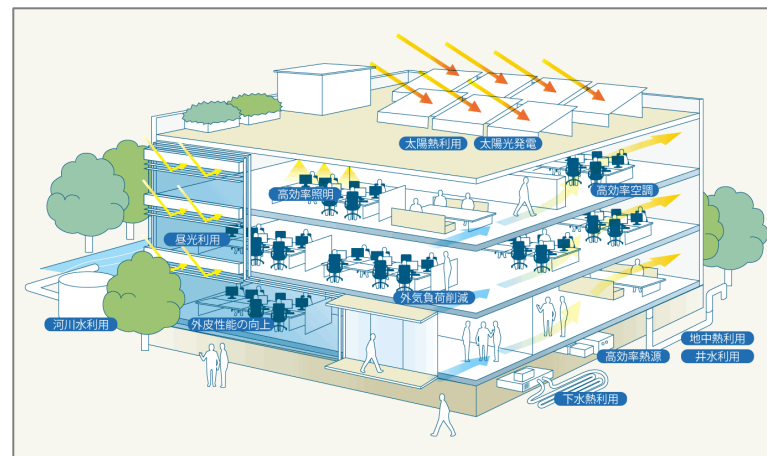 太陽熱利用
太陽光発電
高効率照明
高効率空調
昼光利用
外気負荷削減
河川水利用
外皮性能の向上
地中熱利用
高効率熱源
井水利用
下水熱利用